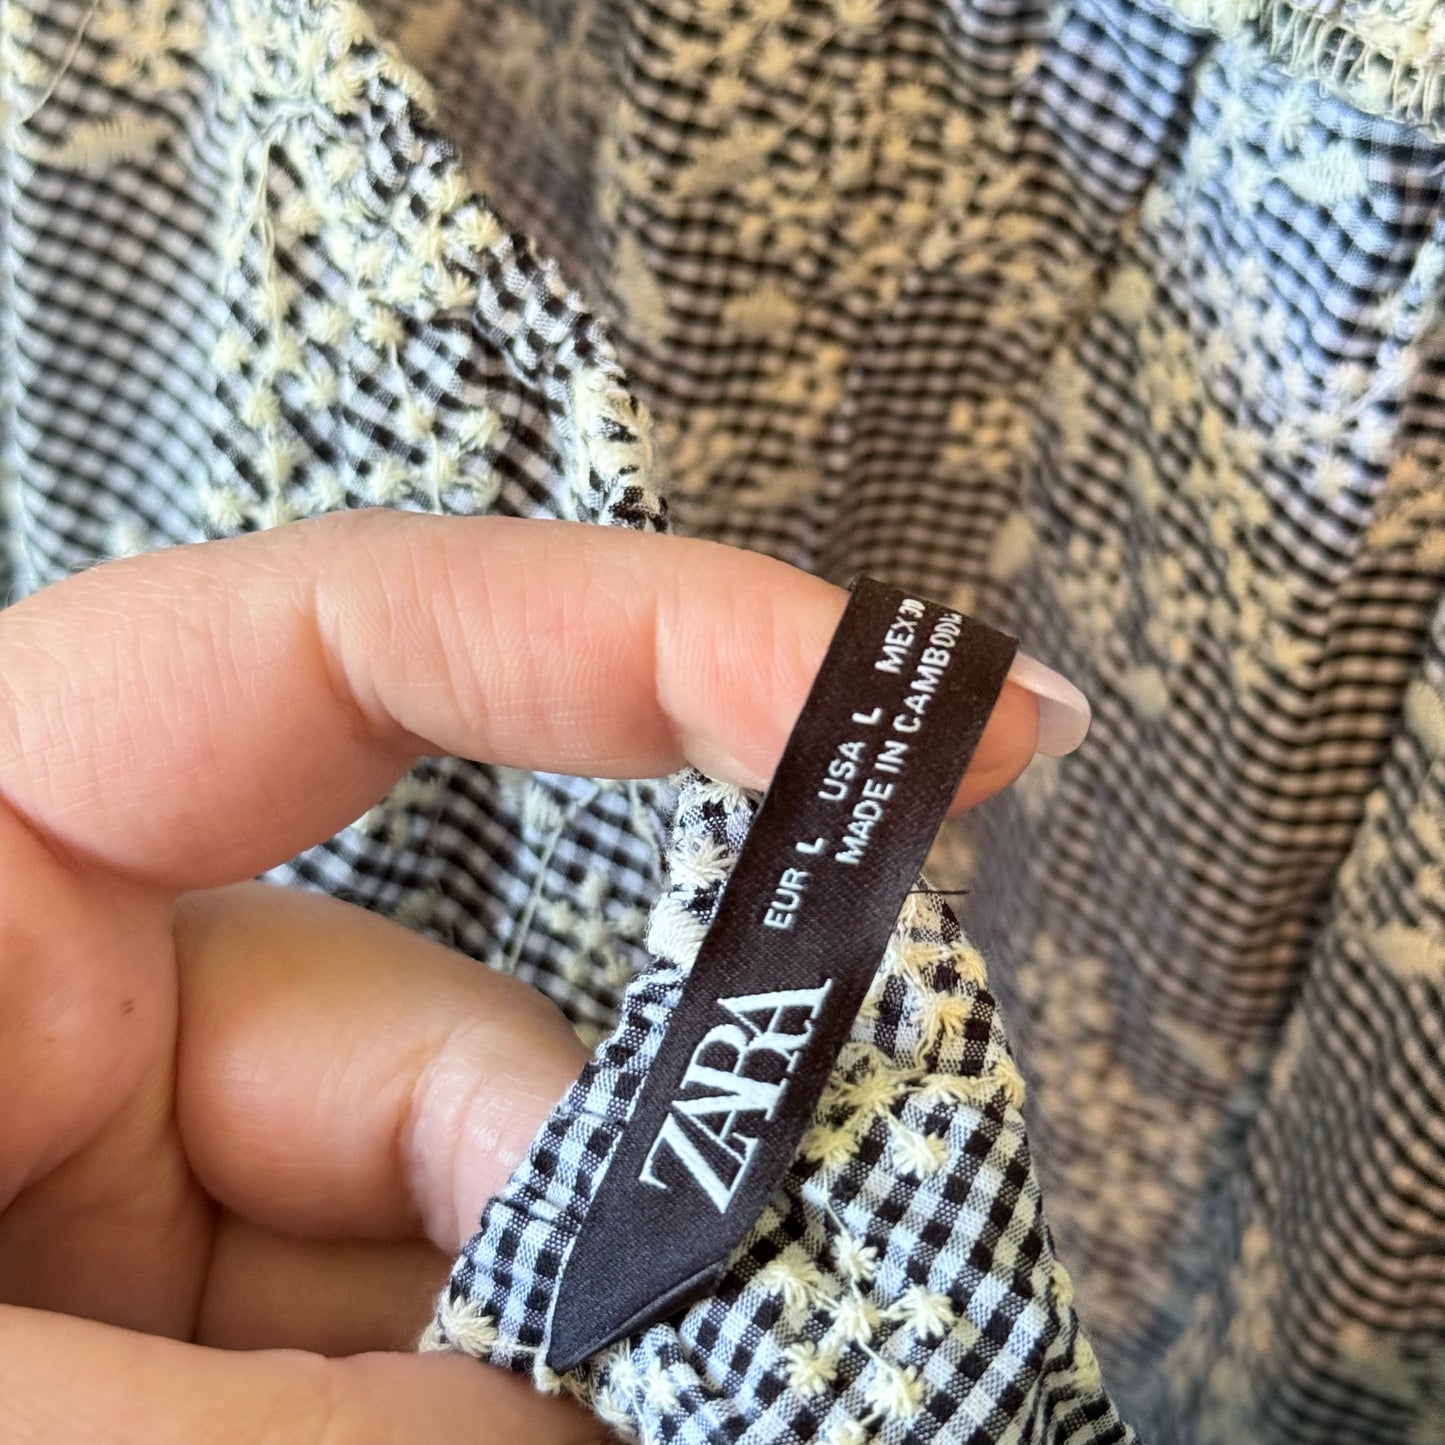 EUR L USA L MEX 30
MADE IN CAMBODIA
ZARA